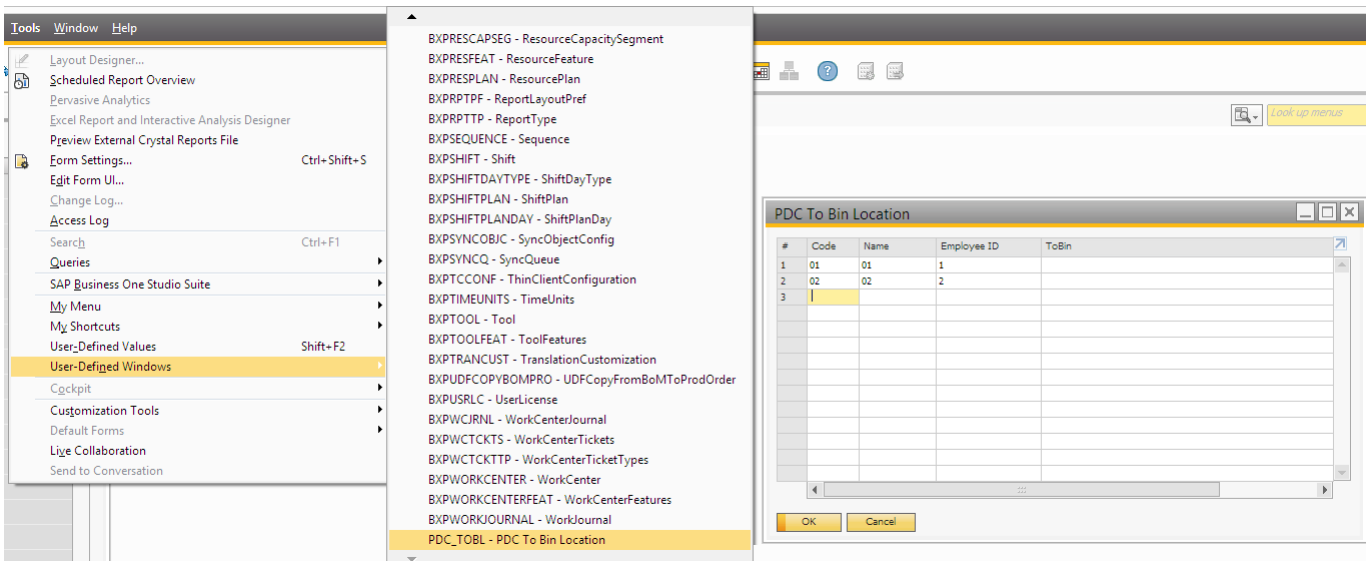 Tools Window Help
Layout Designer...
Scheduled Report Overview
Pervasive Analytics
Excel Report and Interactive Analysis Designer
Preview External Crystal Reports File
Form Settings... Ctrl+Shift+S
Edit Form UI...
Change Log...
Access Log
Search Ctrl+F1
Queries
SAP Business One Studio Suite
My Menu
My Shortcuts
User-Defined Values Shift+F2
User-Defined Windows
Cockpit
Customization Tools
Default Forms
Live Collaboration
Send to Conversation
BXPRESCAPSEG - ResourceCapacitySegment
BXPRESFEAT - ResourceFeature
BXPRESPLAN - ResourcePlan
BXPRPTPF - ReportLayoutPref
BXPRPTTP - ReportType
BXPSEQUENCE - Sequence
BXPSHIFT - Shift
BXPSHIFTDAYTYPE - ShiftDayType
BXPSHIFTPLAN - ShiftPlan
BXPSHIFTPLANDAY - ShiftPlanDay
BXPSYNCOBJC - SyncObjectConfig
BXPSYNCQ - SyncQueue
BXPTCCONF - ThinClientConfiguration
BXPTIMEUNITS - TimeUnits
BXPTOOL - Tool
BXPTOOLFEAT - ToolFeatures
BXPTRANCUST - TranslationCustomization
BXPUDFCOPYBOMPRO - UDFCopyFromBoMToProdOrder
BXPUSRLC - UserLicense
BXPWCJRNL - WorkCenterJournal
BXPWCTCKTS - WorkCenterTickets
BXPWCTCKTTP - WorkCenterTicketTypes
BXPWORKCENTER - WorkCenter
BXPWORKCENTERFEAT - WorkCenterFeatures
BXPWORKJOURNAL - WorkJournal
PDC_TOBL - PDC To Bin Location
Look up menus
PDC To Bin Location
# Code Name Employee ID ToBin
1 01 01 1
2 02 02 2
3
OK Cancel